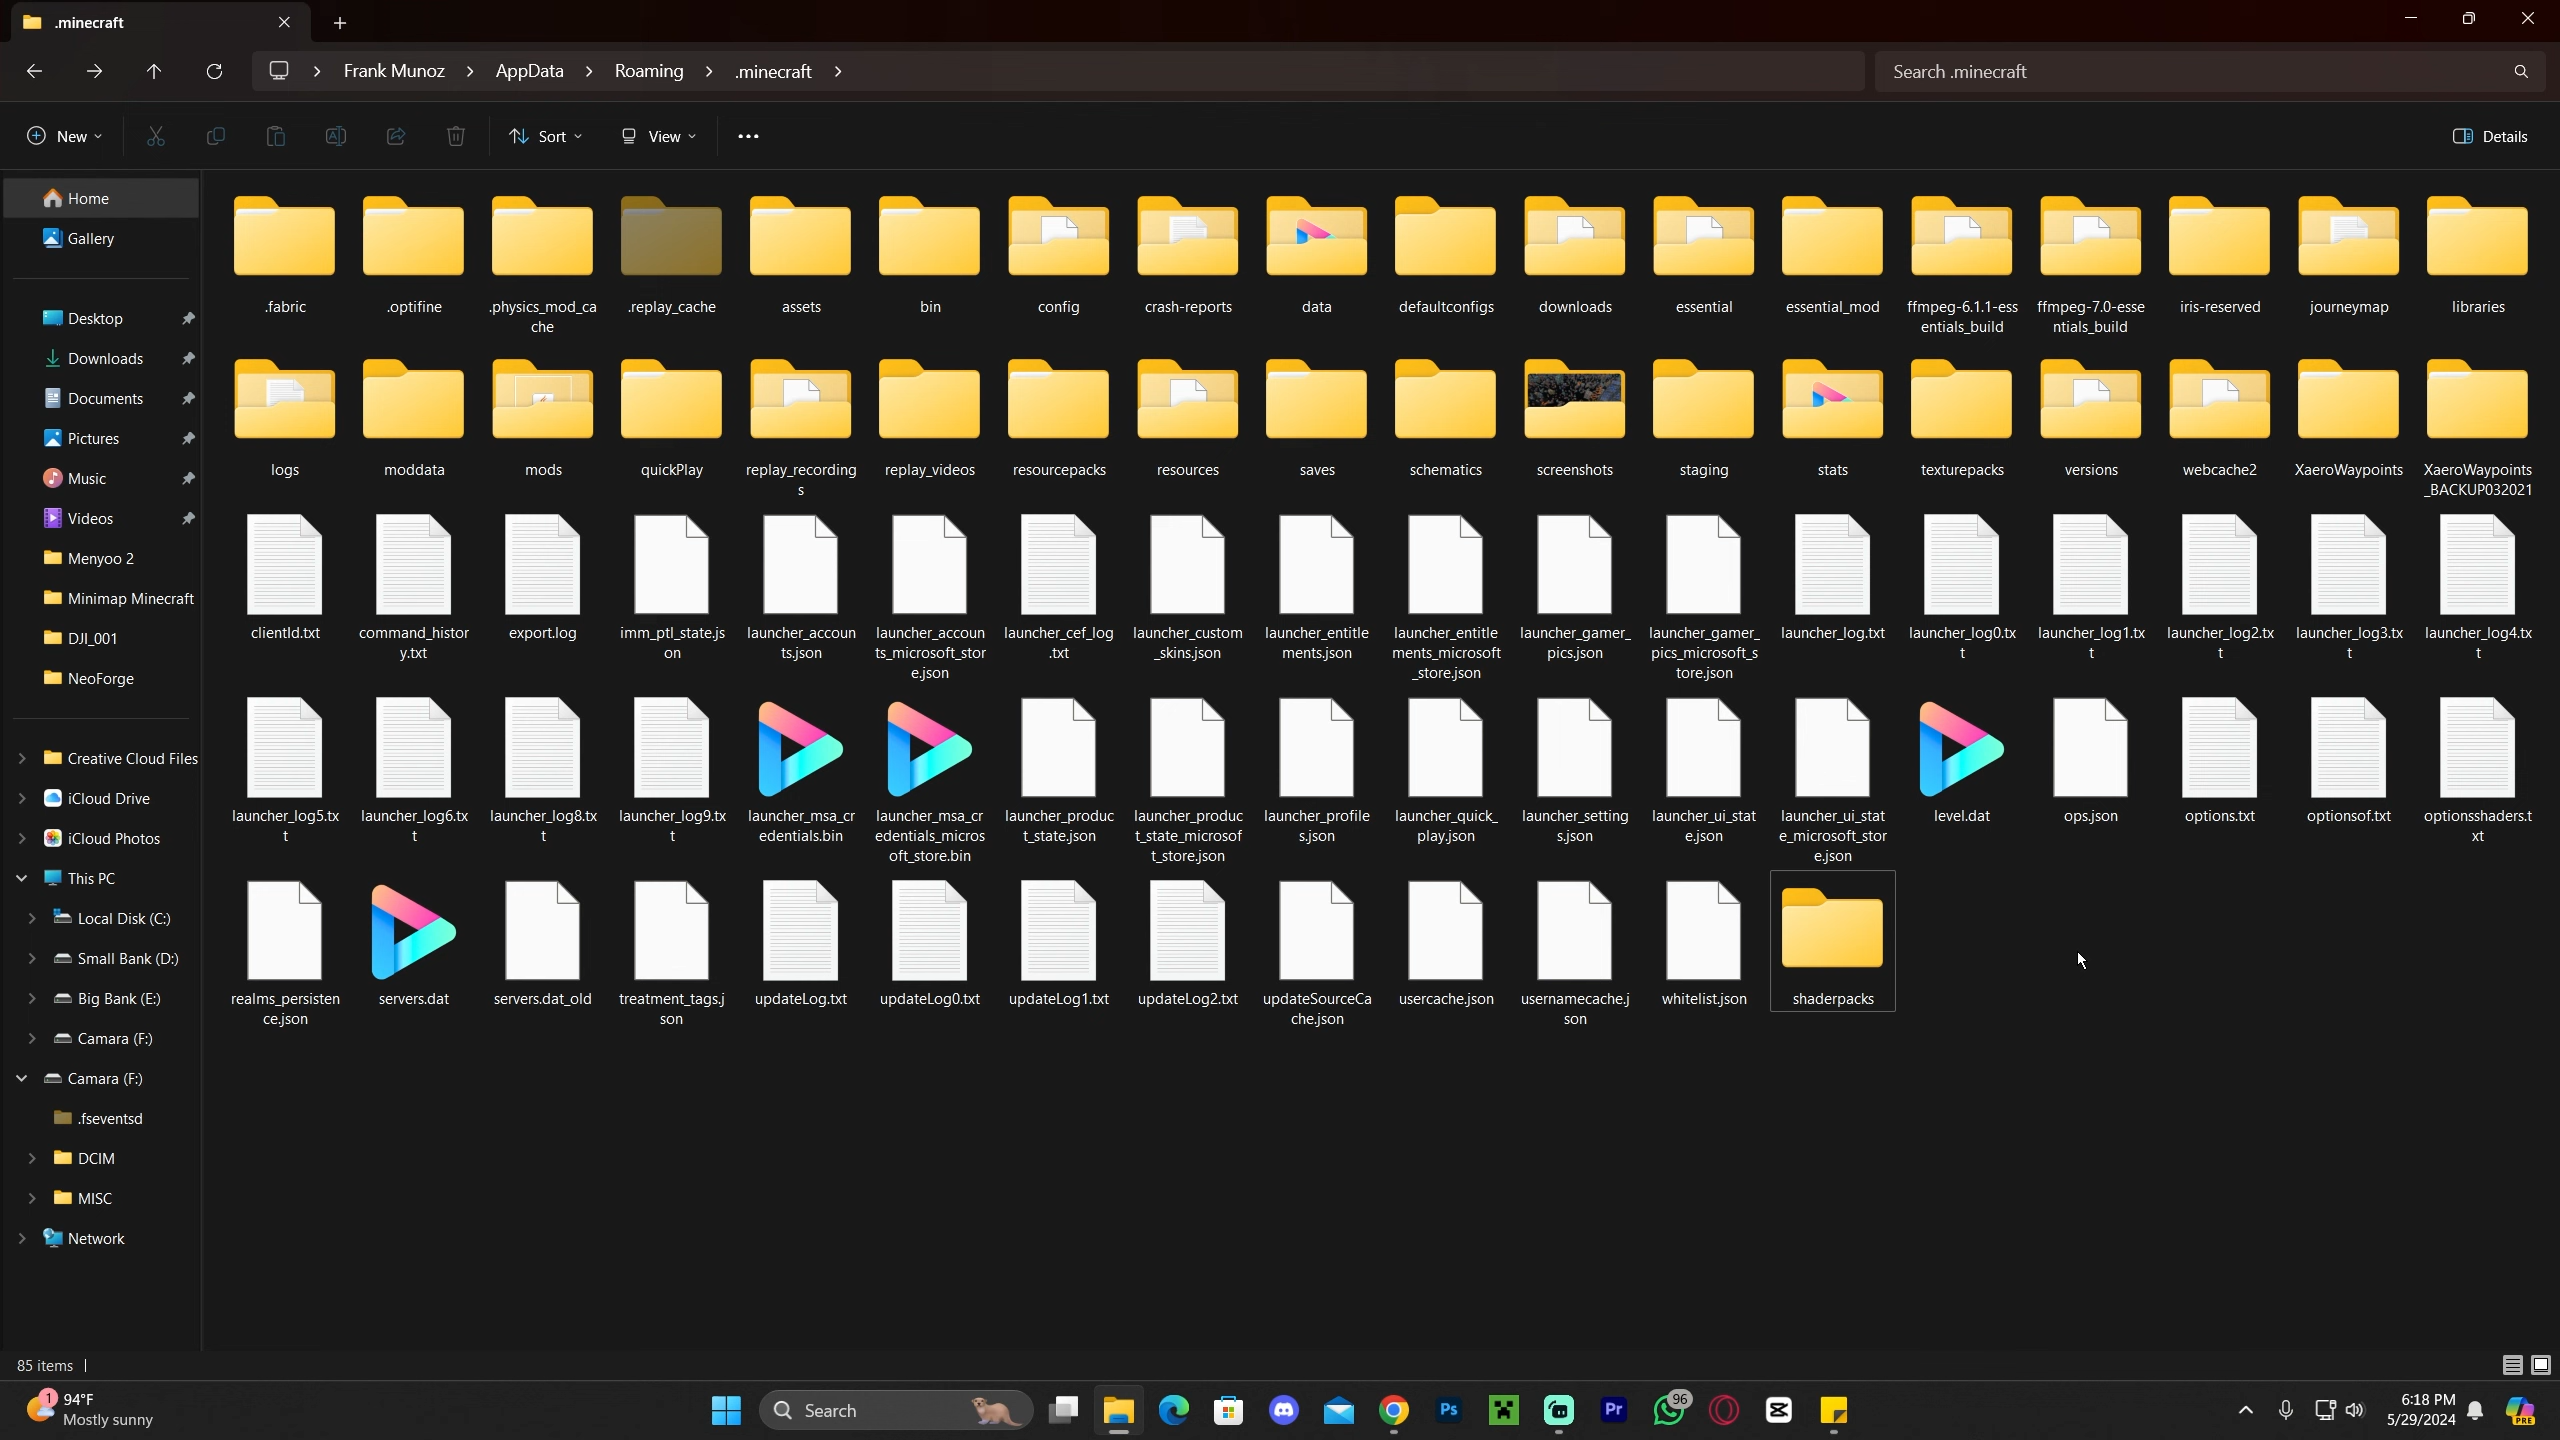 .minecraft
Frank Munoz
AppData
Roaming
.minecraft
Search .minecraft
New
Sort
View
Details
Home
Gallery
Desktop
Downloads
Documents
Pictures
Music
Videos
Menyoo 2
Minimap Minecraft
DJI_001
NeoForge
Creative Cloud Files
iCloud Drive
iCloud Photos
This PC
Local Disk (C:)
Small Bank (D:)
Big Bank (E:)
Camara (F:)
Camara (F:)
.fseventsd
DCIM
MISC
Network
.fabric
.optifine
.physics_mod_ca
che
.replay_cache
assets
bin
config
crash-reports
data
defaultconfigs
downloads
essential
essential_mod
ffmpeg-6.1.1-ess
entials_build
ffmpeg-7.0-esse
ntials_build
iris-reserved
journeymap
libraries
logs
moddata
mods
quickPlay
replay_recording
s
replay_videos
resourcepacks
resources
saves
schematics
screenshots
staging
stats
texturepacks
versions
webcache2
XaeroWaypoints
XaeroWaypoints
_BACKUP032021
clientId.txt
command_histor
y.txt
export.log
imm_ptl_state.js
on
launcher_accoun
ts.json
launcher_accoun
ts_microsoft_stor
e.json
launcher_cef_log
.txt
launcher_custom
_skins.json
launcher_entitle
ments.json
launcher_entitle
ments_microsoft
_store.json
launcher_gamer_
pics.json
launcher_gamer_
pics_microsoft_s
tore.json
launcher_log.txt
launcher_log0.tx
t
launcher_log1.tx
t
launcher_log2.tx
t
launcher_log3.tx
t
launcher_log4.tx
t
launcher_log5.tx
t
launcher_log6.tx
t
launcher_log8.tx
t
launcher_log9.tx
t
launcher_msa_cr
edentials.bin
launcher_msa_cr
edentials_micros
oft_store.bin
launcher_produc
t_state.json
launcher_produc
t_state_microsof
t_store.json
launcher_profile
s.json
launcher_quick_
play.json
launcher_setting
s.json
launcher_ui_stat
e.json
launcher_ui_stat
e_microsoft_stor
e.json
level.dat
ops.json
options.txt
optionsof.txt
optionsshaders.t
xt
realms_persisten
ce.json
servers.dat
servers.dat_old
treatment_tags.j
son
updateLog.txt
updateLog0.txt
updateLog1.txt
updateLog2.txt
updateSourceCa
che.json
usercache.json
usernamecache.j
son
whitelist.json
shaderpacks
85 items
1
94°F
Mostly sunny
Search
Ps
Pr
96
6:18 PM
5/29/2024
PRE